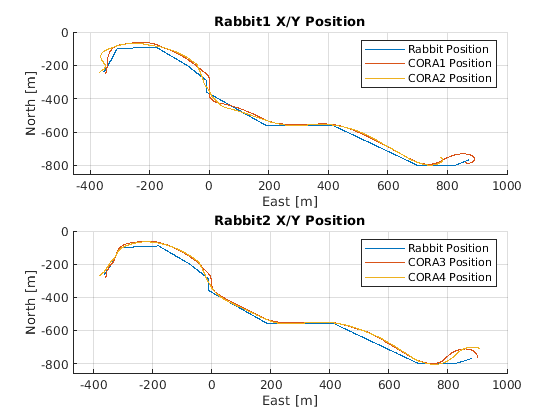 Rabbit1 X/Y Position
0
-200
-400
-600
-800
North [m]
Rabbit Position
CORA1 Position
CORA2 Position
-400 -200 0 200 400 600 800 1000
East [m]
Rabbit2 X/Y Position
0
-200
-400
-600
-800
North [m]
Rabbit Position
CORA3 Position
CORA4 Position
-400 -200 0 200 400 600 800 1000
East [m]